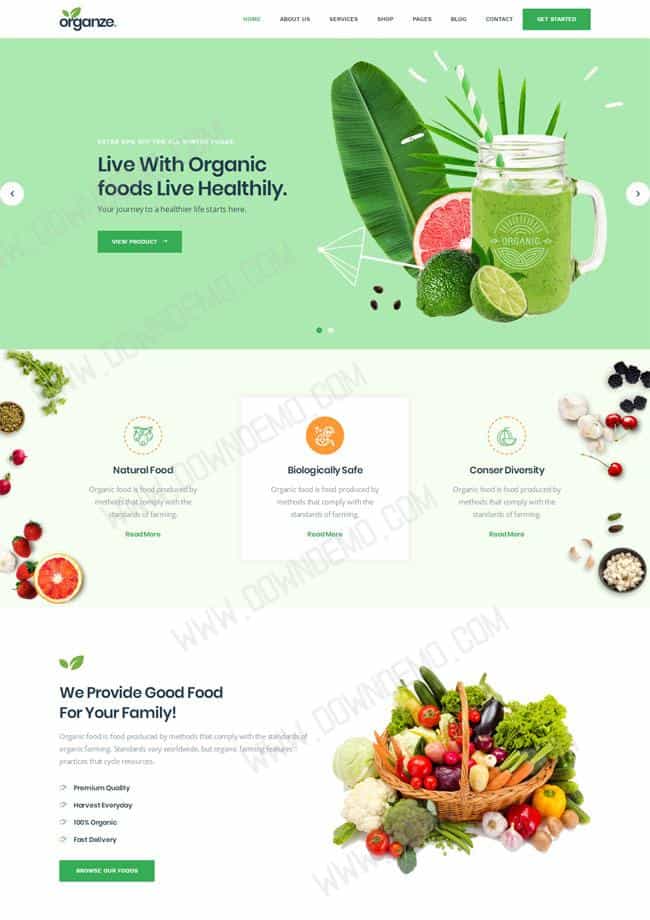 organze.
HOME ABOUT US SERVICES SHOP PAGES BLOG CONTACT GET STARTED
EXTRA 50% OFF FOR ALL WINTER FOODS.
Live With Organic
foods Live Healthily.
Your journey to a healthier life starts here.
VIEW PRODUCT
ORGANIC
Natural Food
Organic food is food produced by
methods that comply with the
standards of farming.
Read More
Biologically Safe
Organic food is food produced by
methods that comply with the
standards of farming.
Read More
Conser Diversity
Organic food is food produced by
methods that comply with the
standards of farming.
Read More
We Provide Good Food
For Your Family!
Organic food is food produced by methods that comply with the standards of
organic farming. Standards vary worldwide, but organic farming features
practices that cycle resources.
Premium Quality
Harvest Everyday
100% Organic
Fast Delivery
BROWSE OUR FOODS
WWW.DOWNDEMO.COM
WWW.DOWNDEMO.COM
WWW.DOWNDEMO.COM
WWW.DOWNDEMO.COM
WWW.DOWNDEMO.COM